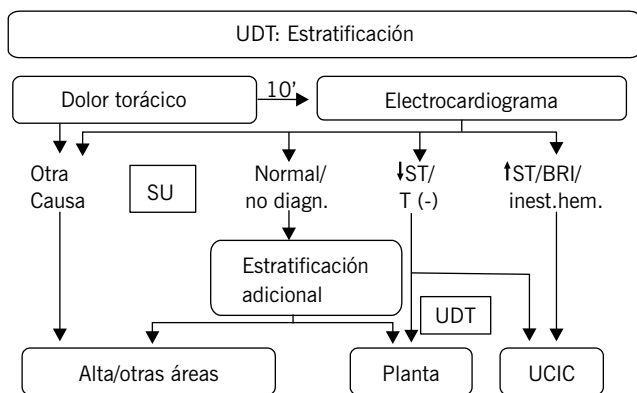 UDT: Estratificación
Dolor torácico
10’
Electrocardiograma
Otra
Causa
SU
Normal/
no diagn.
↓ST/
T (-)
↑ST/BRI/
inest.hem.
Estratificación
adicional
UDT
Alta/otras áreas
Planta
UCIC